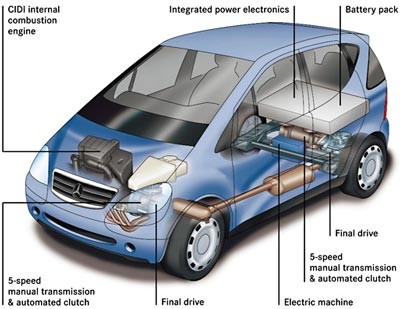 CIDI internal
combustion
engine
Integrated power electronics
Battery pack
Final drive
5-speed
manual transmission
& automated clutch
5-speed
manual transmission
& automated clutch
Final drive
Electric machine